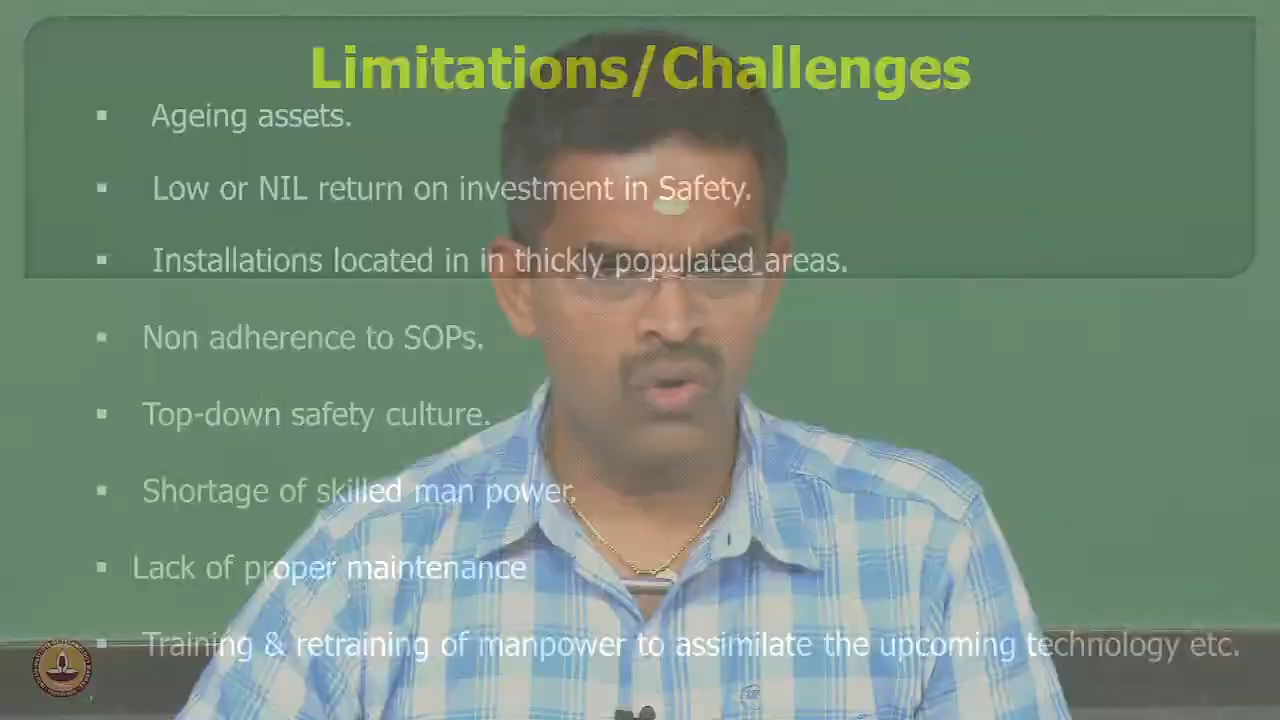 Limitations/Challenges
▪ Ageing assets.
▪ Low or NIL return on investment in Safety.
▪ Installations located in in thickly populated areas.
▪ Non adherence to SOPs.
▪ Top-down safety culture.
▪ Shortage of skilled man power.
▪ Lack of proper maintenance
▪ Training & retraining of manpower to assimilate the upcoming technology etc.